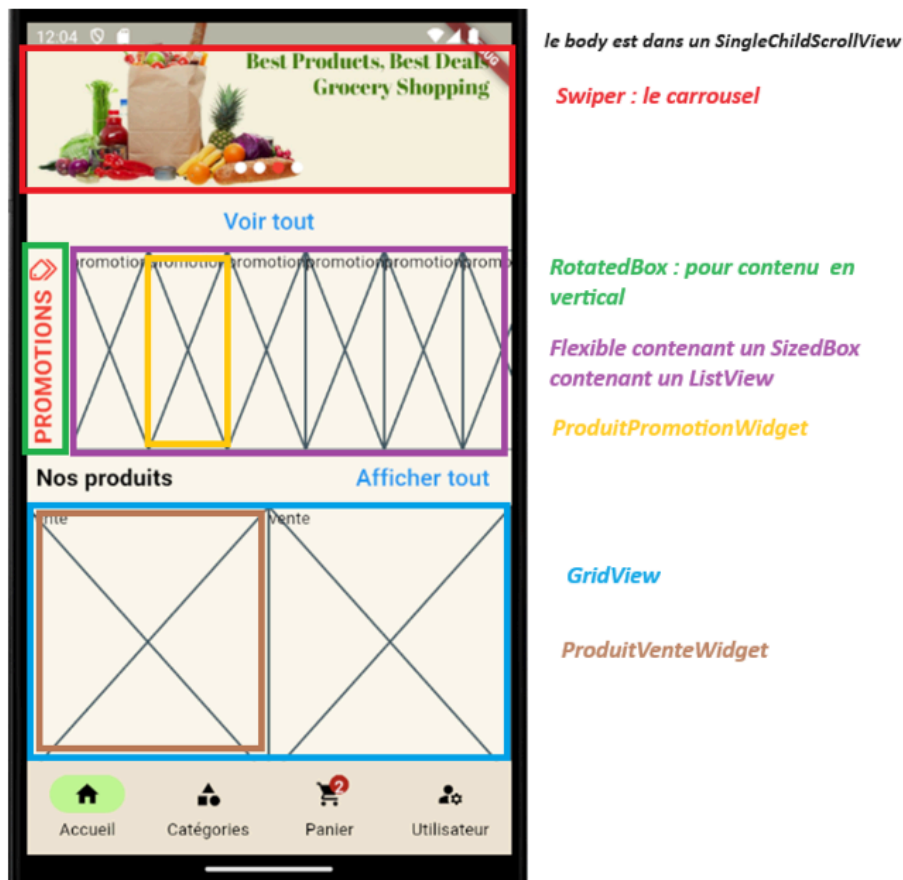 12:04
le body est dans un SingleChildScrollView
Best Products, Best Deals
Grocery Shopping
Swiper : le carrousel
Voir tout
PROMOTIONS
promotion promotion promotion promotion promotion prom
RotatedBox : pour contenu en
vertical
Flexible contenant un SizedBox
contenant un ListView
ProduitPromotionWidget
Nos produits
Afficher tout
vente
GridView
ProduitVenteWidget
2
Accueil
Catégories
Panier
Utilisateur